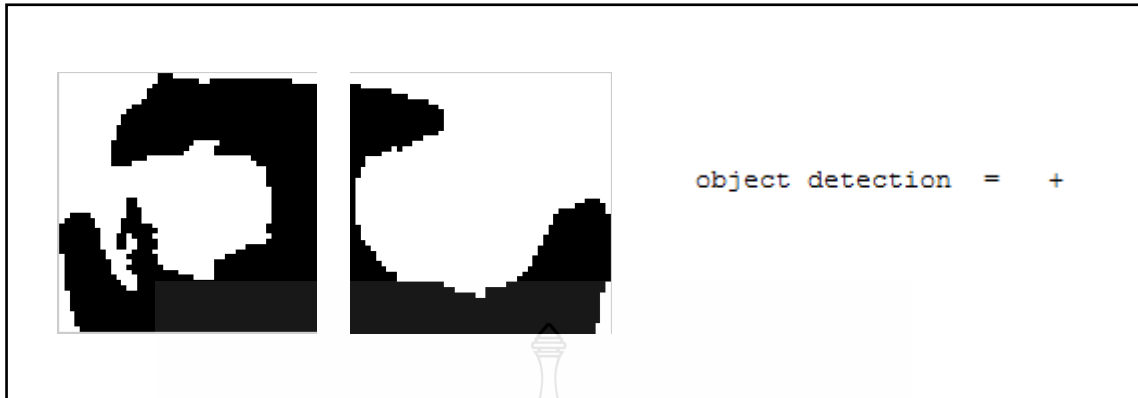 object detection = +